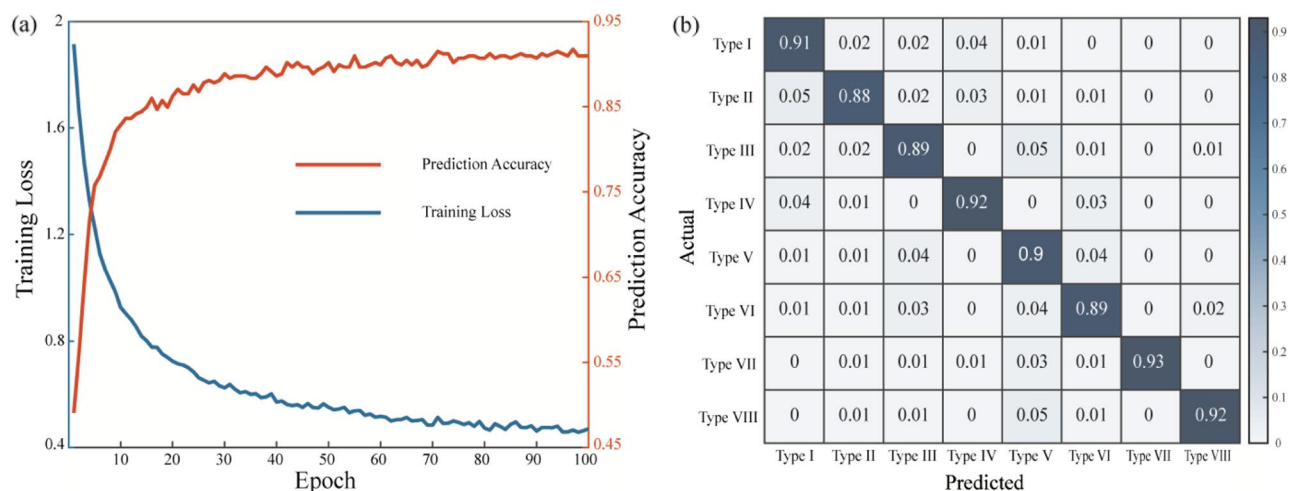 (a)
2
1.6
1.2
0.8
0.4
Training Loss
0.95
0.85
0.75
0.65
0.55
0.45
Prediction Accuracy
Prediction Accuracy
Training Loss
10 20 30 40 50 60 70 80 90 100
Epoch
(b)
Actual
Type I 0.91 0.02 0.02 0.04 0.01 0 0 0
Type II 0.05 0.88 0.02 0.03 0.01 0.01 0 0
Type III 0.02 0.02 0.89 0 0.05 0.01 0 0.01
Type IV 0.04 0.01 0 0.92 0 0.03 0 0
Type V 0.01 0.01 0.04 0 0.9 0.04 0 0
Type VI 0.01 0.01 0.03 0 0.04 0.89 0 0.02
Type VII 0 0.01 0.01 0.01 0.03 0.01 0.93 0
Type VIII 0 0.01 0.01 0 0.05 0.01 0 0.92
Type I Type II Type III Type IV Type V Type VI Type VII Type VIII
Predicted
0.9
0.8
0.7
0.6
0.5
0.4
0.3
0.2
0.1
0